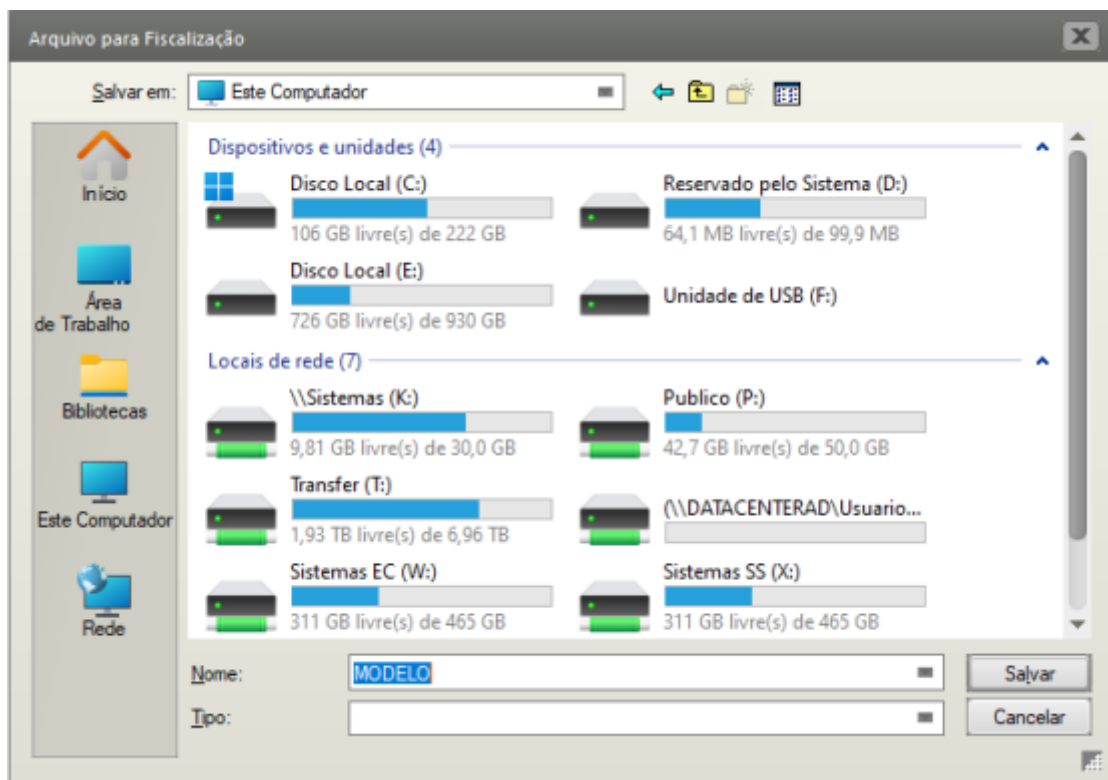 Arquivo para Fiscalização
Salvar em:
Este Computador
Início
Área
de Trabalho
Bibliotecas
Este Computador
Rede
Dispositivos e unidades (4)
Disco Local (C:)
106 GB livre(s) de 222 GB
Reservado pelo Sistema (D:)
64,1 MB livre(s) de 99,9 MB
Disco Local (E:)
726 GB livre(s) de 930 GB
Unidade de USB (F:)
Locais de rede (7)
\\Sistemas (K:)
9,81 GB livre(s) de 30,0 GB
Publico (P:)
42,7 GB livre(s) de 50,0 GB
Transfer (T:)
1,93 TB livre(s) de 6,96 TB
(\\DATACENTERAD\Usuario...
Sistemas EC (W:)
311 GB livre(s) de 465 GB
Sistemas SS (X:)
311 GB livre(s) de 465 GB
Nome:
MODELO
Salvar
Tipo:
Cancelar